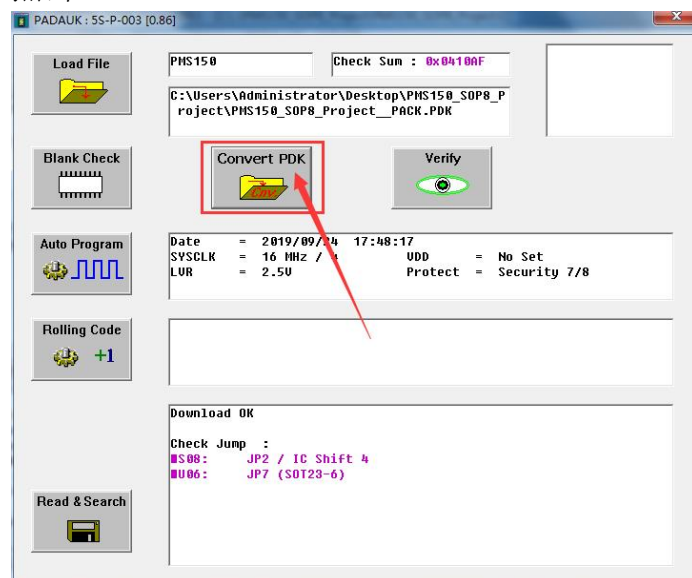 PADAUK : 5S-P-003 [0.86]
Load File
PMS150
Check Sum : 0x0410AF
C:\Users\Administrator\Desktop\PMS150_SOP8_P
roject\PMS150_SOP8_Project__PACK.PDK
Blank Check
Convert PDK
Cnv
Verify
Auto Program
Date = 2019/09/24 17:48:17
SYSCLK = 16 MHz / 4 VDD = No Set
LVR = 2.5V Protect = Security 7/8
Rolling Code
+1
Download OK
Check Jump :
S08: JP2 / IC Shift 4
U06: JP7 (SOT23-6)
Read & Search